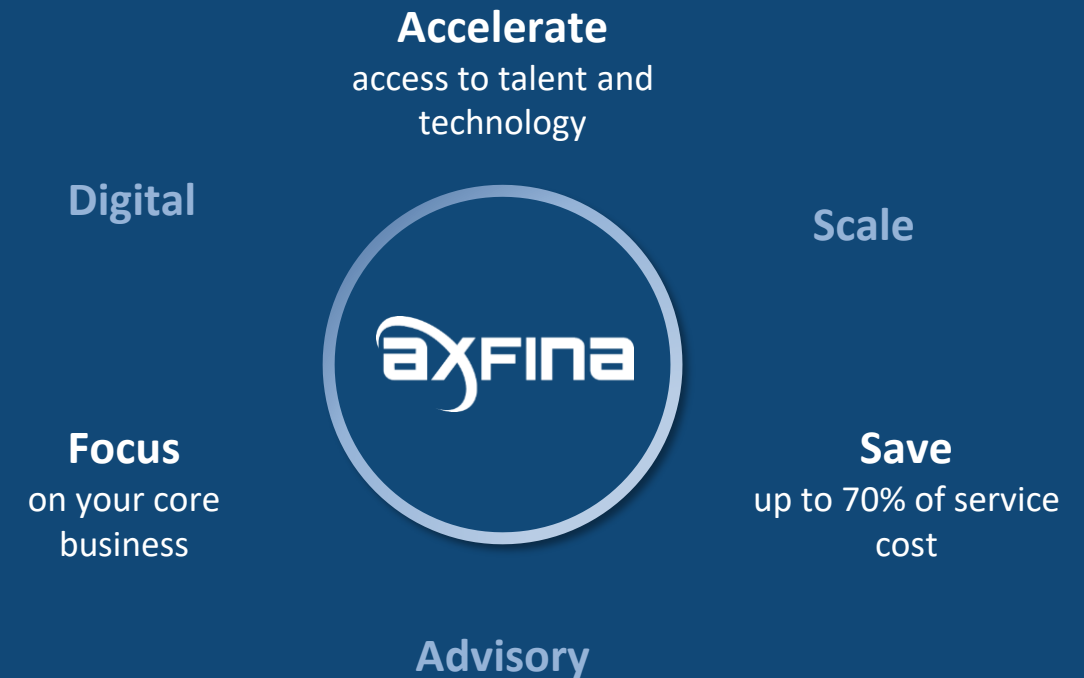 Accelerate
access to talent and
technology
Digital
Scale
axFina
Focus
on your core
business
Save
up to 70% of service
cost
Advisory